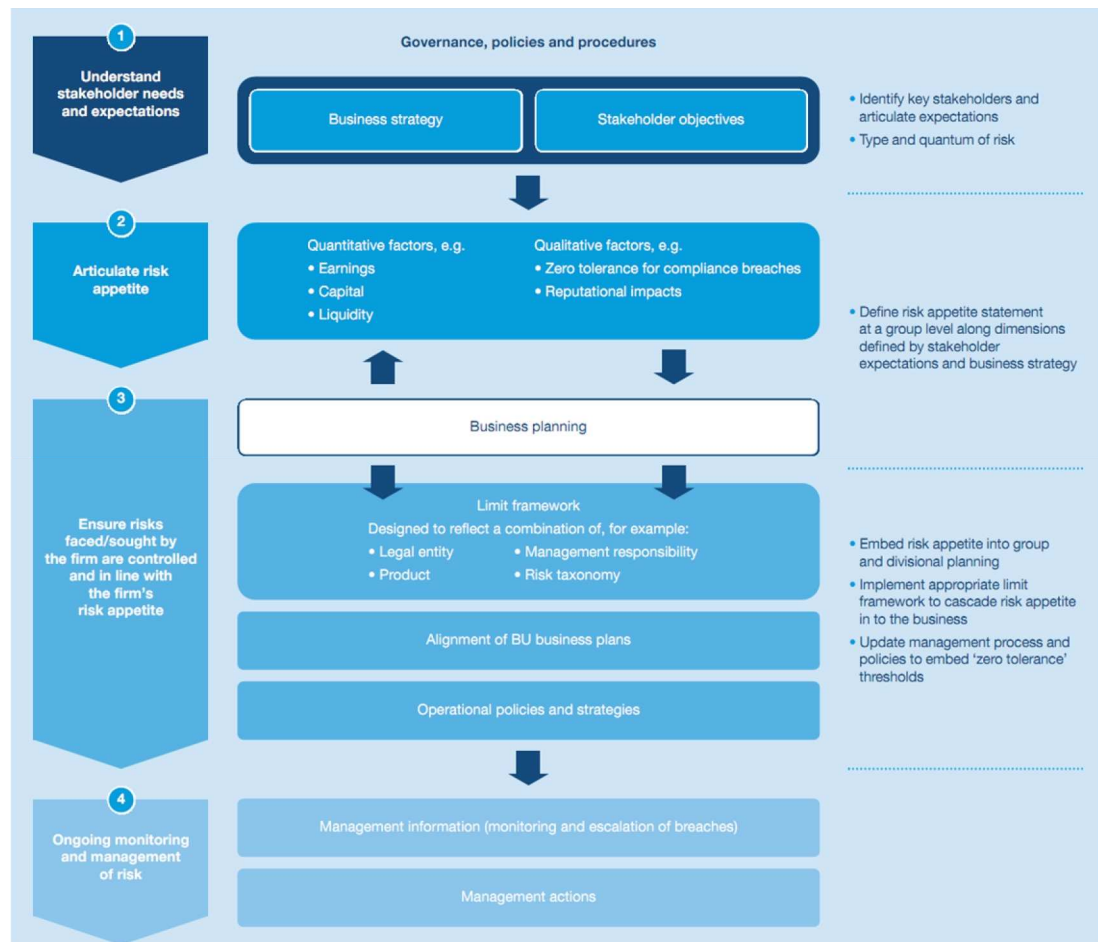 Governance, policies and procedures
1
Understand
stakeholder needs
and expectations
Business strategy
Stakeholder objectives
• Identify key stakeholders and
articulate expectations
• Type and quantum of risk
2
Articulate risk
appetite
Quantitative factors, e.g.
• Earnings
• Capital
• Liquidity
Qualitative factors, e.g.
• Zero tolerance for compliance breaches
• Reputational impacts
• Define risk appetite statement
at a group level along dimensions
defined by stakeholder
expectations and business strategy
3
Ensure risks
faced/sought by
the firm are controlled
and in line with
the firm's
risk appetite
Business planning
Limit framework
Designed to reflect a combination of, for example:
• Legal entity
• Product
• Management responsibility
• Risk taxonomy
Alignment of BU business plans
Operational policies and strategies
• Embed risk appetite into group
and divisional planning
• Implement appropriate limit
framework to cascade risk appetite
in to the business
• Update management process and
policies to embed 'zero tolerance'
thresholds
4
Ongoing monitoring
and management
of risk
Management information (monitoring and escalation of breaches)
Management actions